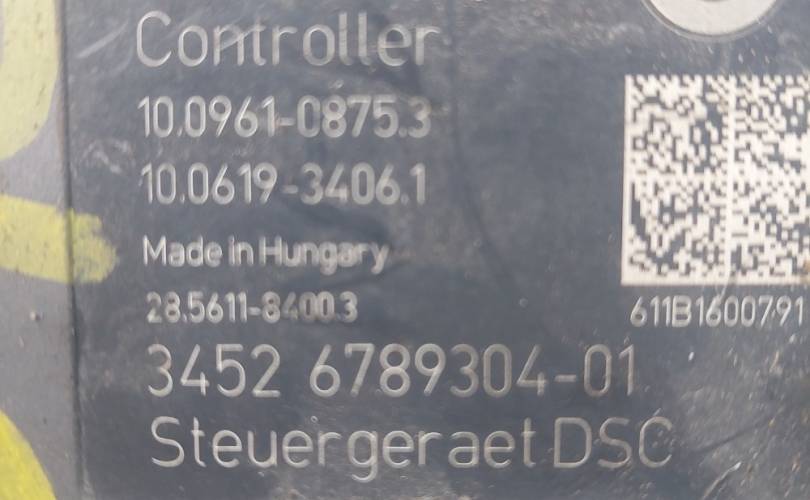 Controller
10.0961-0875.3
10.0619-3406.1
Made in Hungary
28.5611-8400.3
611B1600791
3452 6789304-01
Steuergeraet DSC